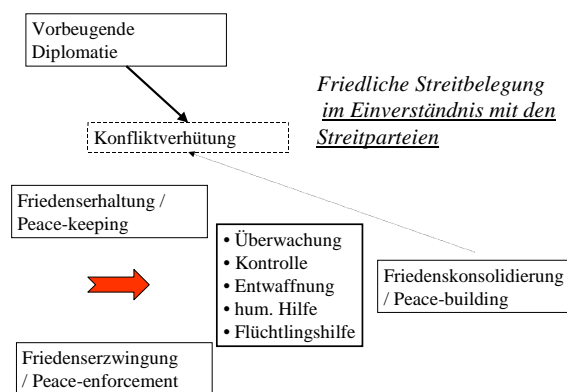 Vorbeugende
Diplomatie
Friedliche Streitbelegung
im Einverständnis mit den
Streitparteien
Konfliktverhütung
Friedenserhaltung /
Peace-keeping
• Überwachung
• Kontrolle
• Entwaffnung
• hum. Hilfe
• Flüchtlingshilfe
Friedenskonsolidierung
/ Peace-building
Friedenserzwingung
/ Peace-enforcement